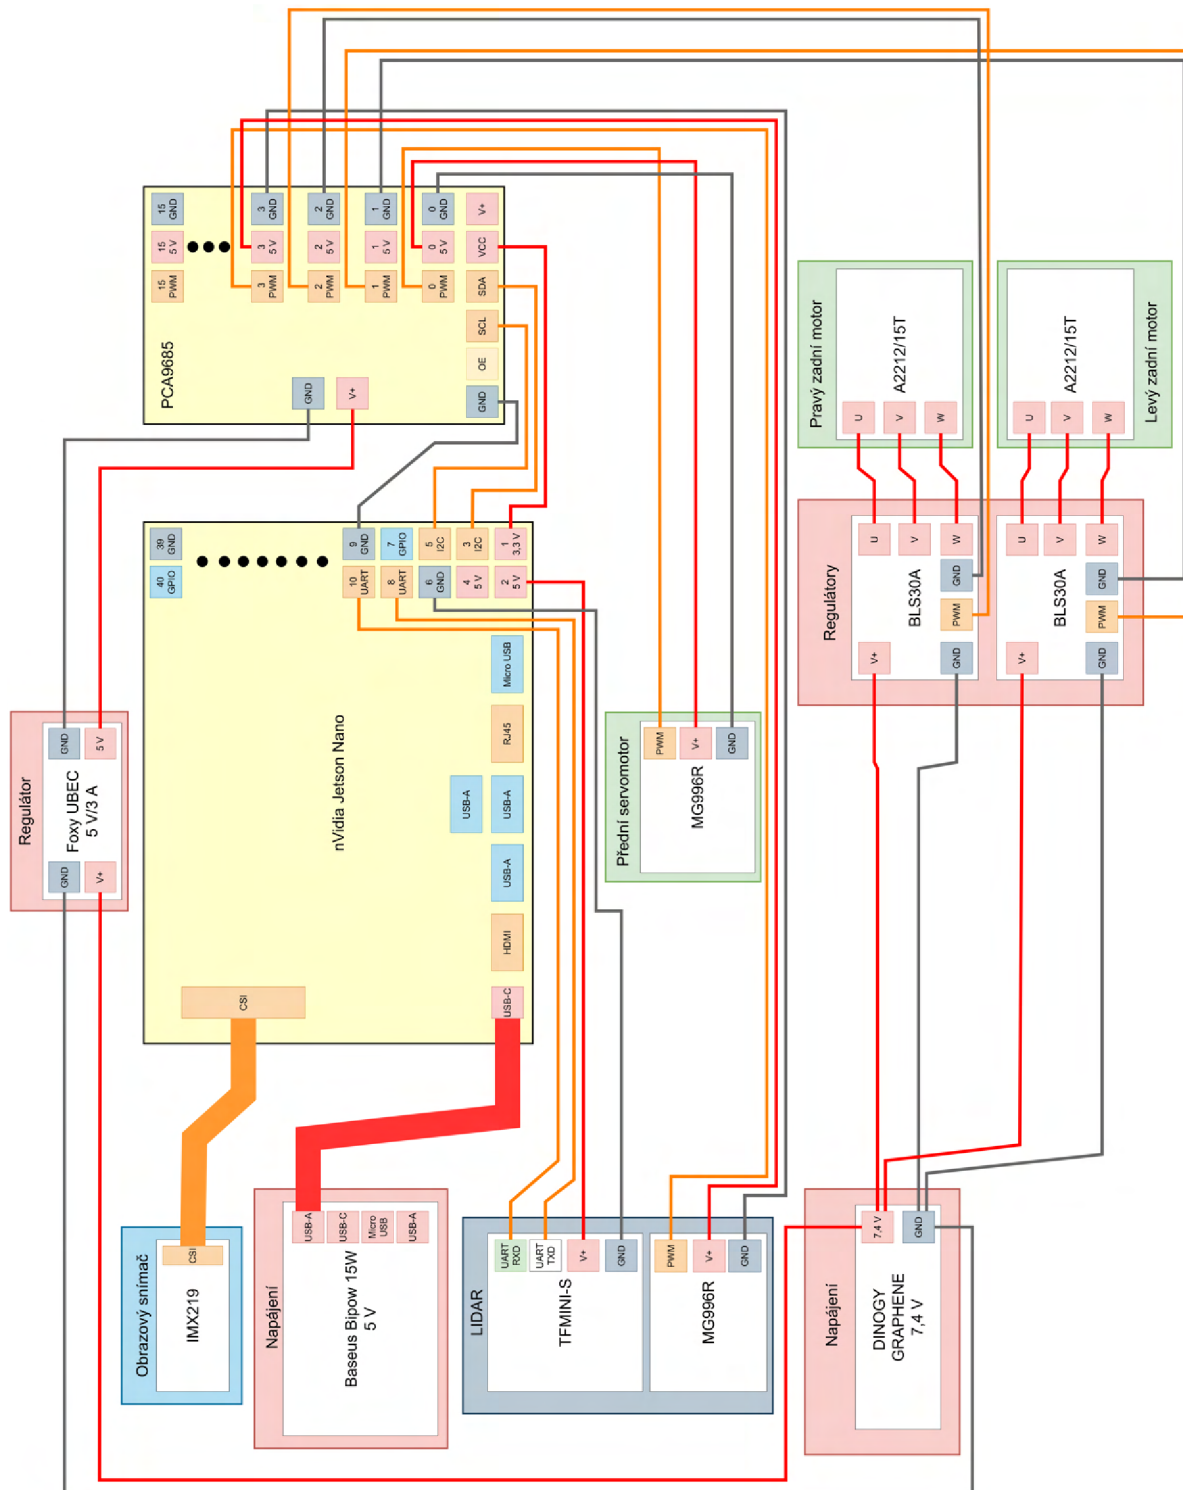 15
GND
3
GND
2
GND
1
GND
0
GND
V+
15
5 V
3
5 V
2
5 V
1
5 V
0
5 V
VCC
15
PWM
3
PWM
2
PWM
1
PWM
0
PWM
SDA
SCL
OE
GND
PCA9685
GND
V+
39
GND
9
GND
7
GPIO
5
I2C
3
I2C
1
3,3 V
40
GPIO
10
UART
8
UART
6
GND
4
5 V
2
5 V
Micro USB
RJ45
USB-A
USB-A
USB-A
HDMI
USB-C
CSI
nVidia Jetson Nano
Regulátor
Foxy UBEC
5 V/3 A
GND
5 V
GND
V+
Přední servomotor
MG996R
PWM
V+
GND
Pravý zadní motor
A2212/15T
U
V
W
Levý zadní motor
A2212/15T
U
V
W
Regulátory
BLS30A
U
V
W
GND
PWM
GND
V+
BLS30A
U
V
W
GND
PWM
GND
V+
Obrazový snímač
IMX219
CSI
Napájení
Baseus Bipow 15W
5 V
USB-A
USB-C
Micro
USB
USB-A
LIDAR
TFMINI-S
UART
RXD
UART
TXD
V+
GND
MG996R
PWM
V+
GND
Napájení
DINOGY
GRAPHENE
7,4 V
7,4 V
GND